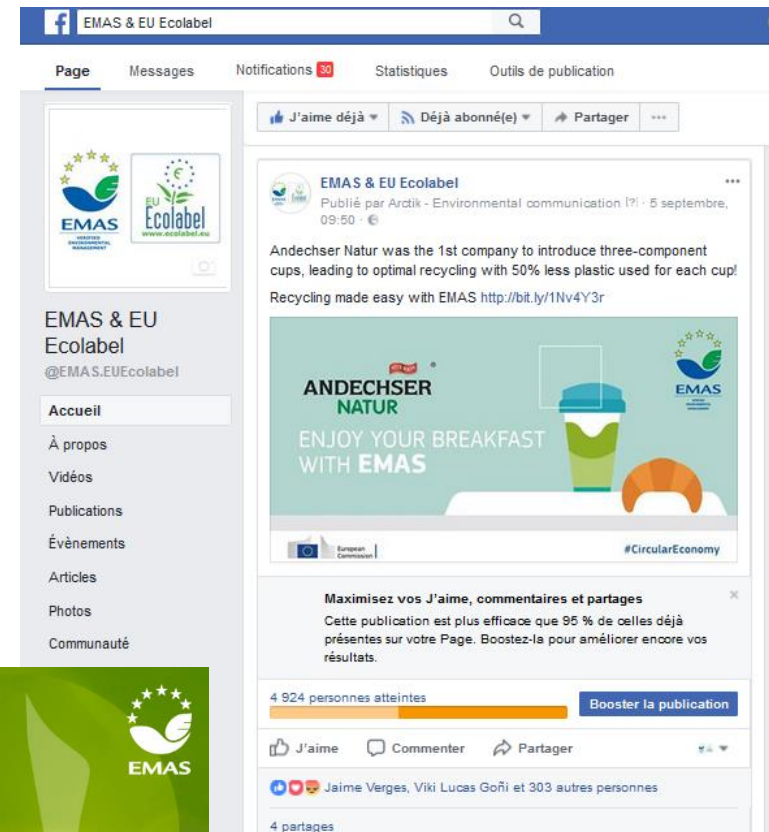 EMAS & EU Ecolabel
Page Messages Notifications 30 Statistiques Outils de publication
J'aime déjà Déjà abonné(e) Partager ...
EMAS
VERIFIED
ENVIRONMENTAL
MANAGEMENT
EU
Ecolabel
www.ecolabel.eu
EMAS & EU
Ecolabel
@EMAS.EUEcolabel
Accueil
À propos
Vidéos
Publications
Évènements
Articles
Photos
Communauté
EMAS
EMAS & EU Ecolabel
Publié par Arctik - Environmental communication [?] · 5 septembre,
09:50 ·
Andechser Natur was the 1st company to introduce three-component
cups, leading to optimal recycling with 50% less plastic used for each cup!
Recycling made easy with EMAS http://bit.ly/1Nv4Y3r
ANDECHSER
NATUR
EMAS
ENJOY YOUR BREAKFAST
WITH EMAS
European
Commission
#CircularEconomy
Maximisez vos J'aime, commentaires et partages
Cette publication est plus efficace que 95 % de celles déjà
présentes sur votre Page. Boostez-la pour améliorer encore vos
résultats.
4 924 personnes atteintes
Booster la publication
J'aime Commenter Partager
Jaime Verges, Viki Lucas Goñi et 303 autres personnes
4 partages